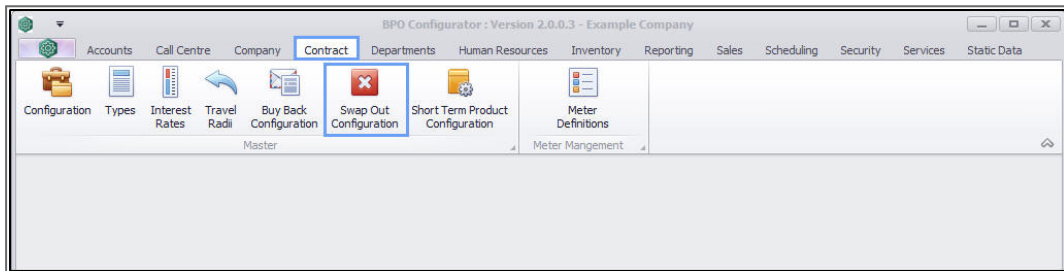 BPO Configurator : Version 2.0.0.3 - Example Company
Accounts Call Centre Company Contract Departments Human Resources Inventory Reporting Sales Scheduling Security Services Static Data
Configuration Types Interest Travel Buy Back Swap Out Short Term Product Meter
Rates Radii Configuration Configuration Configuration Definitions
Master Meter Mangement